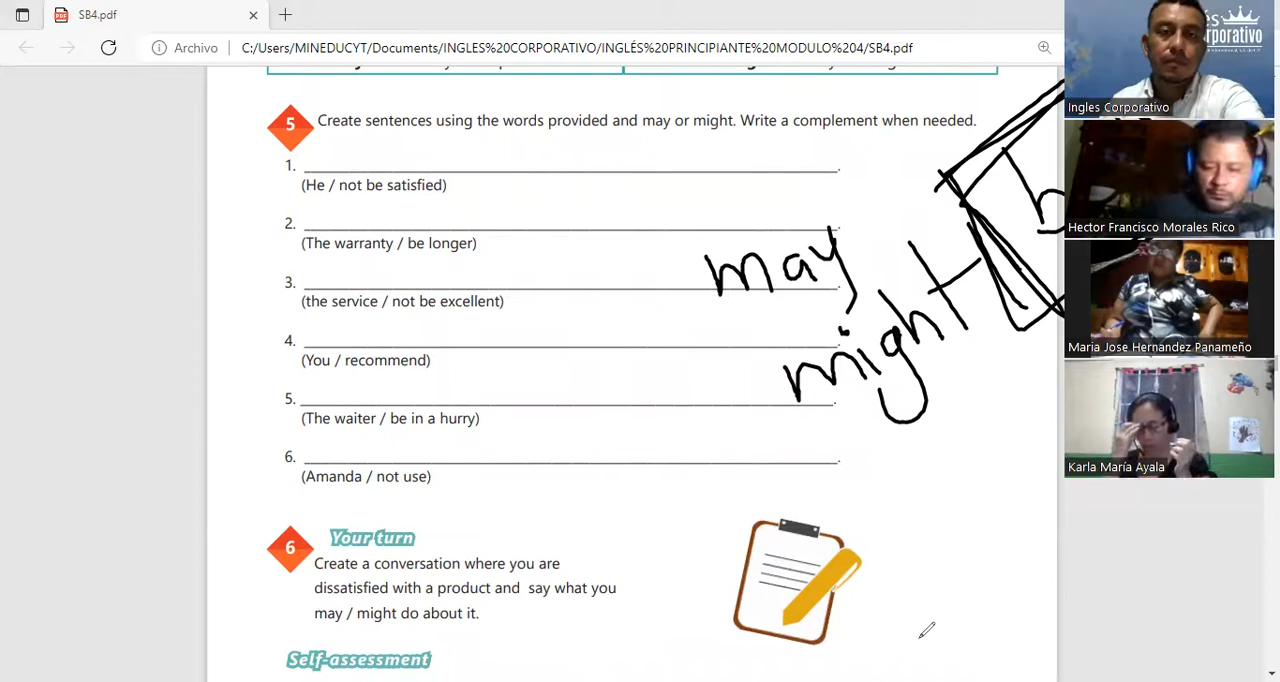 SB4.pdf
Archivo
C:/Users/MINEDUCYT/Documents/INGLES%20CORPORATIVO/INGLÉS%20PRINCIPIANTE%20MODULO%204/SB4.pdf
5
Create sentences using the words provided and may or might. Write a complement when needed.
1. .
(He / not be satisfied)
2. .
(The warranty / be longer)
3. .
(the service / not be excellent)
4. .
(You / recommend)
5. .
(The waiter / be in a hurry)
6. .
(Amanda / not use)
may
might
b
6
Your turn
Create a conversation where you are
dissatisfied with a product and say what you
may / might do about it.
Self-assessment
Ingles Corporativo
Hector Francisco Morales Rico
Maria Jose Hernandez Panameño
Karla María Ayala